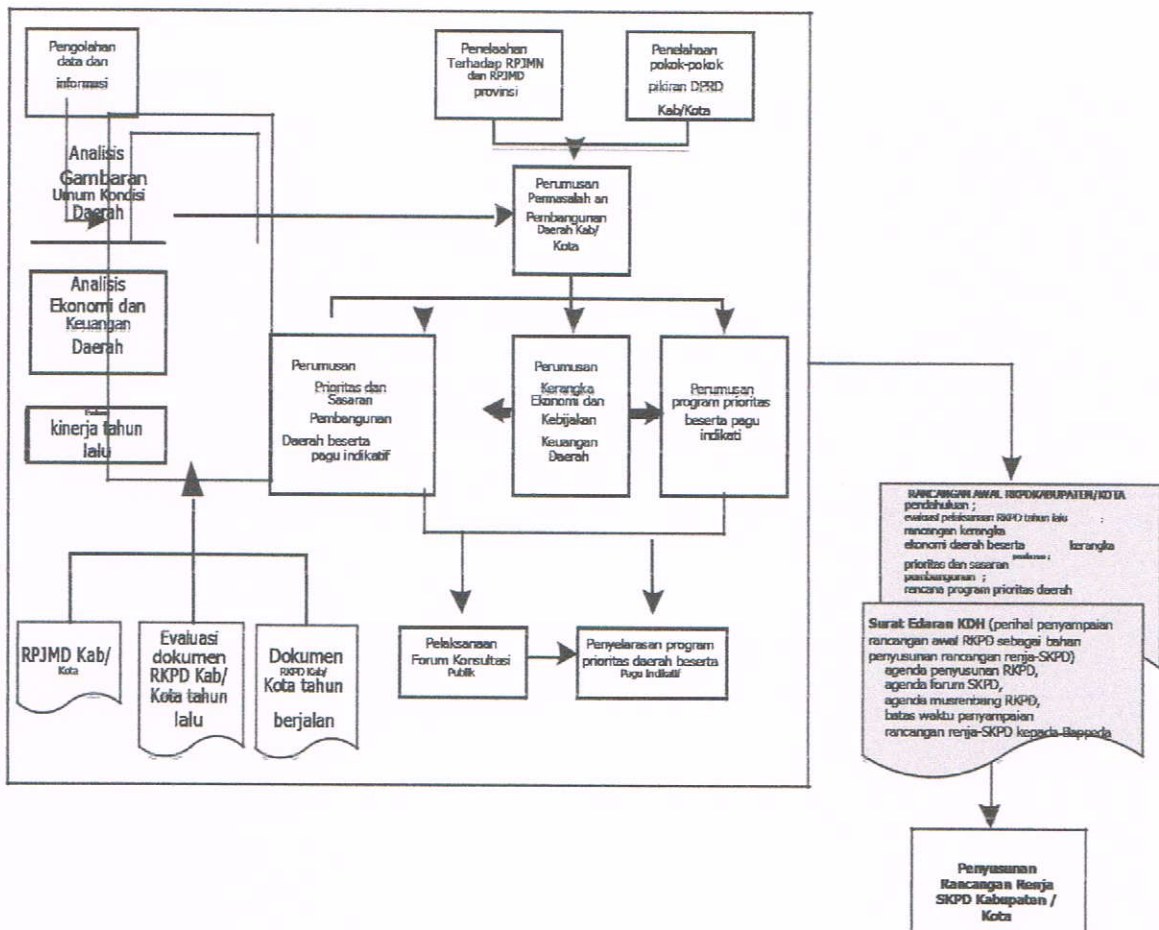 Pengolahan
data dan
informasi
Penelaahan
Terhadap RPJMN
dan RPJMD
provinsi
Penelahaan
pokok-pokok
pikiran DPRD
Kab/Kota
Analisis
Gambaran
Umum Kondisi
Daerah
Perumusan
Permasalah an
Pembangunan
Daerah Kab/
Kota
Analisis
Ekonomi dan
Keuangan
Daerah
kinerja tahun
lalu
Perumusan
Prioritas dan
Sasaran
Pembangunan
Daerah beserta
pagu indikatif
Perumusan
Kerangka
Ekonomi dan
Kebijakan
Keuangan
Daerah
Perumusan
program prioritas
beserta pagu
indikati
RPJMD Kab/
Kota
Evaluasi
dokumen
RKPD Kab/
Kota tahun
lalu
Dokumen
RKPD Kab/
Kota tahun
berjalan
Pelaksanaan
Forum Konsultasi
Publik
Penyelarasan program
prioritas daerah beserta
Pagu Indikatif
RANCANGAN AWAL RKPDKABUPATEN/KOTA
pendahuluan ;
evaluasi pelaksanaan RKPD tahun lalu ;
rancangan kerangka
ekonomi daerah beserta kerangka
prioritas dan sasaran
pembangunan ;
rencana program prioritas daerah
Surat Edaran KDH (perihal penyampaian
rancangan awal RKPD sebagai bahan
penyusunan rancangan renja-SKPD)
agenda penyusunan RKPD,
agenda forum SKPD,
agenda musrenbang RKPD,
batas waktu penyampaian
rancangan renja-SKPD kepada Bappeda
Penyusunan
Rancangan Renja
SKPD Kabupaten /
Kota